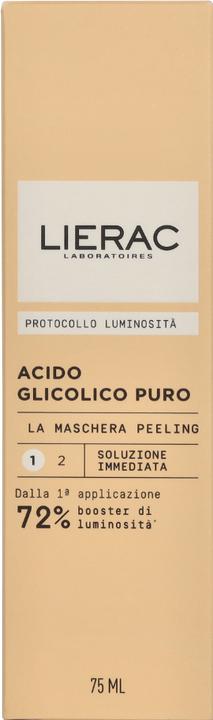 LIERAC
LABORATOIRES
PROTOCOLLO LUMINOSITÀ
ACIDO
GLICOLICO PURO
LA MASCHERA PEELING
1 2 SOLUZIONE
IMMEDIATA
Dalla 1ª applicazione
72% booster di
luminosità*
75 ML